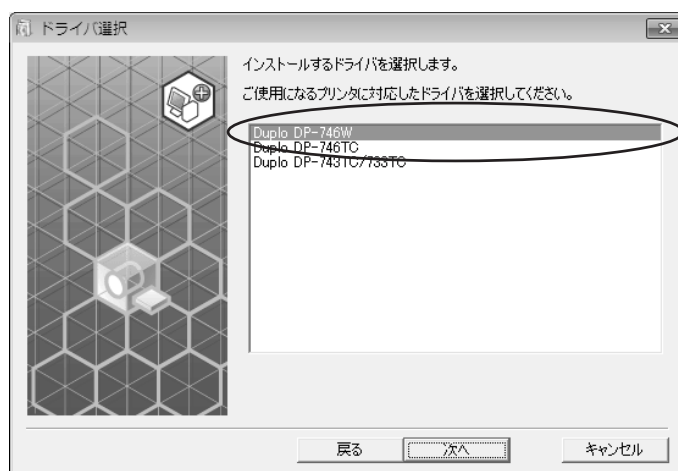 ドライバ選択
インストールするドライバを選択します。
ご使用になるプリンタに対応したドライバを選択してください。
Duplo DP-746W
Duplo DP-746TC
Duplo DP-743TC/733TC
戻る
次へ
キャンセル